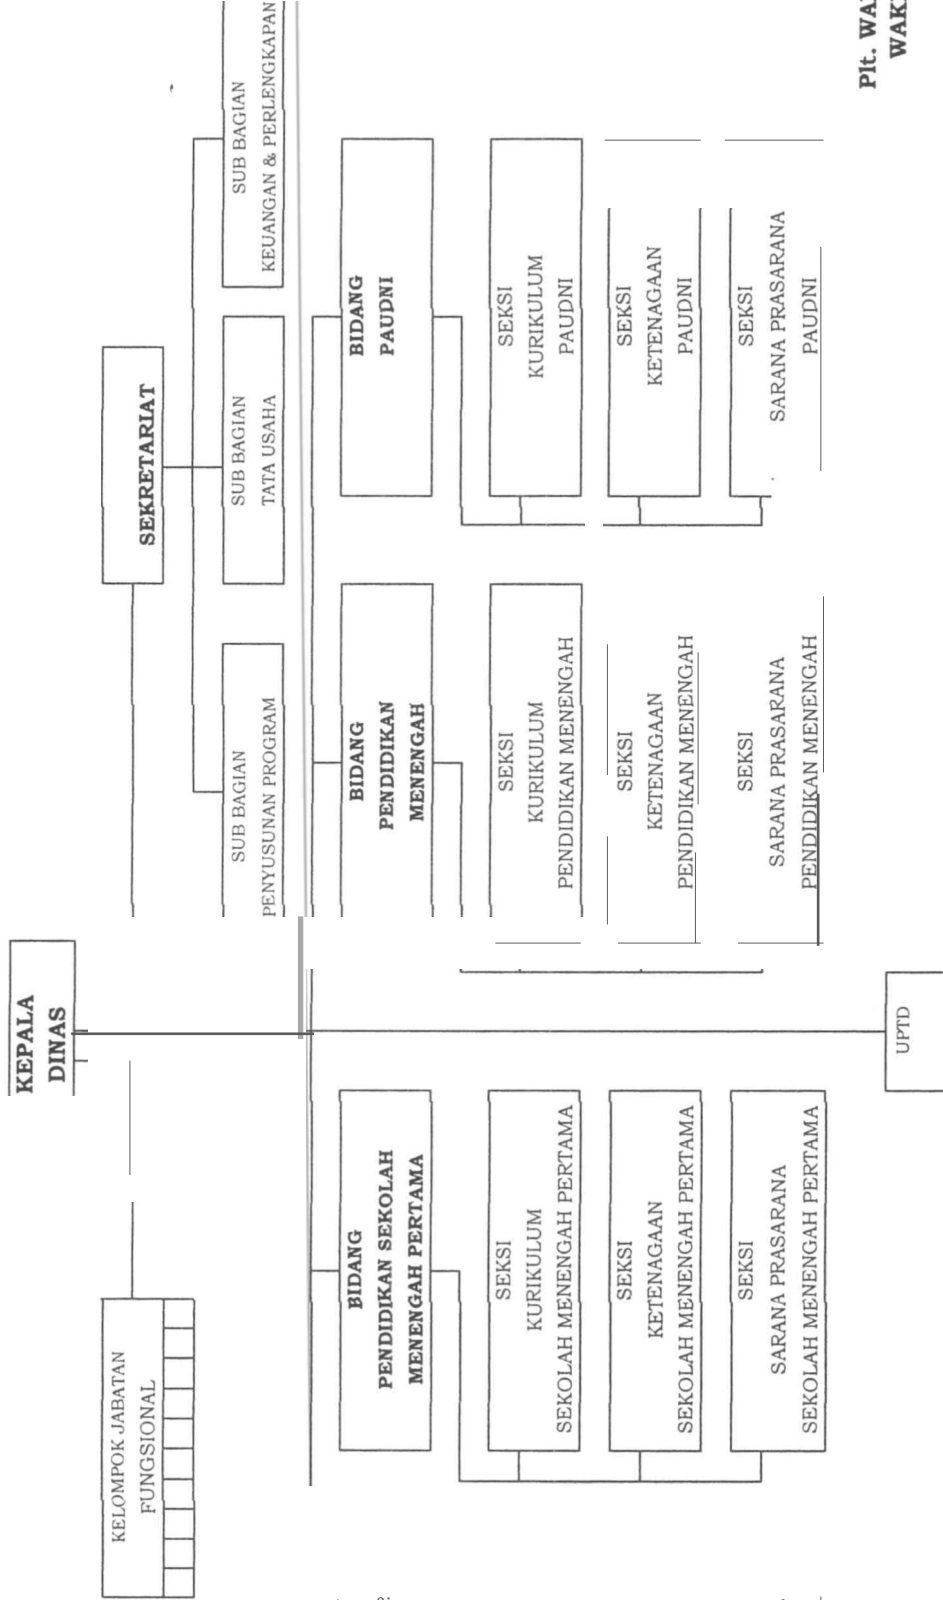 KEPALA
DINAS
KELOMPOK JABATAN
FUNGSIONAL
SEKRETARIAT
SUB BAGIAN
PENYUSUNAN PROGRAM
SUB BAGIAN
TATA USAHA
SUB BAGIAN
KEUANGAN & PERLENGKAPAN
BIDANG
PENDIDIKAN SEKOLAH
MENENGAH PERTAMA
BIDANG
PENDIDIKAN
MENENGAH
BIDANG
PAUDNI
SEKSI
KURIKULUM
SEKOLAH MENENGAH PERTAMA
SEKSI
KURIKULUM
PENDIDIKAN MENENGAH
SEKSI
KURIKULUM
PAUDNI
SEKSI
KETENAGAAN
SEKOLAH MENENGAH PERTAMA
SEKSI
KETENAGAAN
PENDIDIKAN MENENGAH
SEKSI
KETENAGAAN
PAUDNI
SEKSI
SARANA PRASARANA
SEKOLAH MENENGAH PERTAMA
SEKSI
SARANA PRASARANA
PENDIDIKAN MENENGAH
SEKSI
SARANA PRASARANA
PAUDNI
UPTD
Plt.